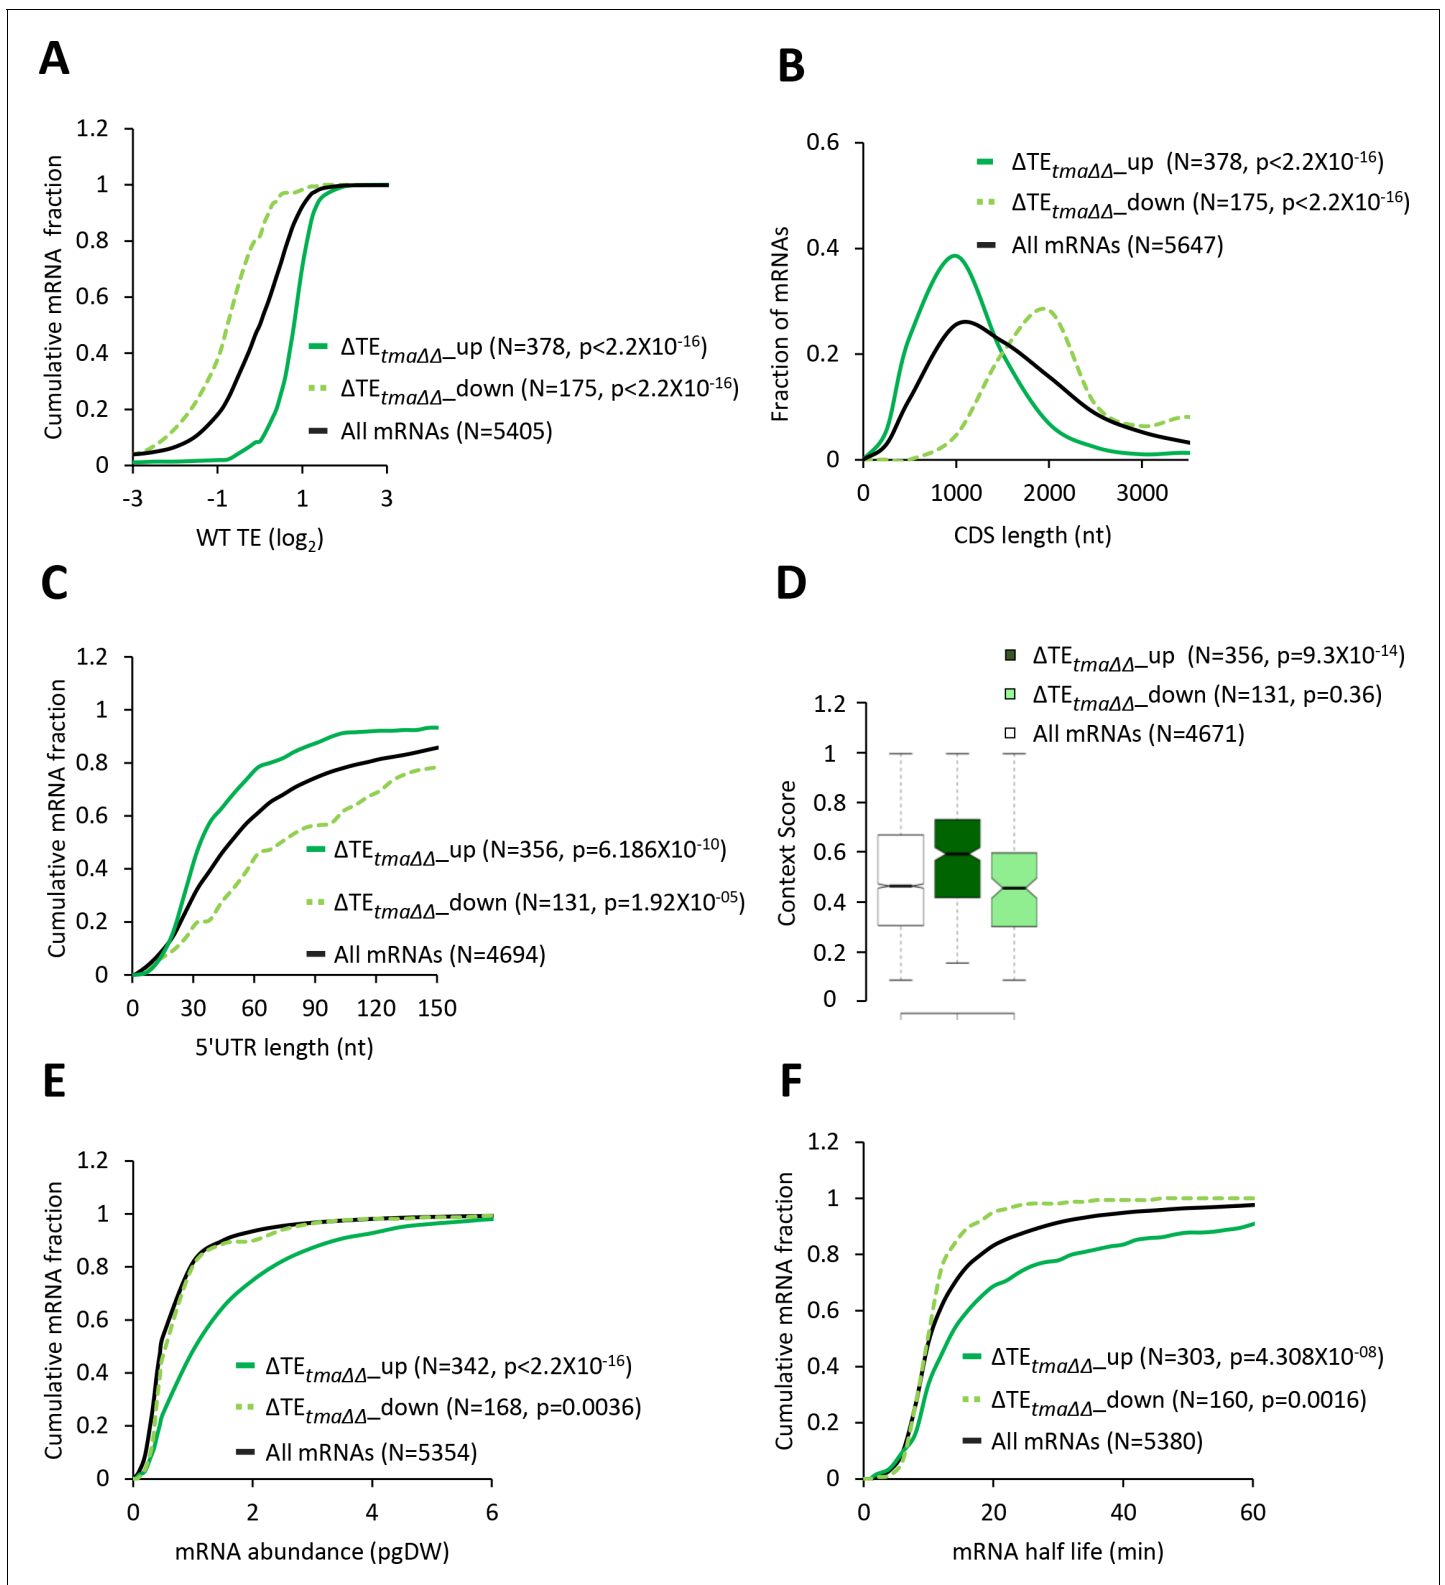 A
1.2
1
0.8
0.6
0.4
0.2
0
-3 -1 1 3
Cumulative mRNA fraction
WT TE (log2)
ΔTEtmaΔΔ_up (N=378, p<2.2X10-16)
ΔTEtmaΔΔ_down (N=175, p<2.2X10-16)
All mRNAs (N=5405)
B
0.6
0.4
0.2
0
0 1000 2000 3000
Fraction of mRNAs
CDS length (nt)
ΔTEtmaΔΔ_up (N=378, p<2.2X10-16)
ΔTEtmaΔΔ_down (N=175, p<2.2X10-16)
All mRNAs (N=5647)
C
1.2
1
0.8
0.6
0.4
0.2
0
0 30 60 90 120 150
Cumulative mRNA fraction
5'UTR length (nt)
ΔTEtmaΔΔ_up (N=356, p=6.186X10-10)
ΔTEtmaΔΔ_down (N=131, p=1.92X10-05)
All mRNAs (N=4694)
D
ΔTEtmaΔΔ_up (N=356, p=9.3X10-14)
ΔTEtmaΔΔ_down (N=131, p=0.36)
All mRNAs (N=4671)
1.2
1
0.8
0.6
0.4
0.2
0
Context Score
E
1.2
1
0.8
0.6
0.4
0.2
0
0 2 4 6
Cumulative mRNA fraction
mRNA abundance (pgDW)
ΔTEtmaΔΔ_up (N=342, p<2.2X10-16)
ΔTEtmaΔΔ_down (N=168, p=0.0036)
All mRNAs (N=5354)
F
1.2
1
0.8
0.6
0.4
0.2
0
0 20 40 60
Cumulative mRNA fraction
mRNA half life (min)
ΔTEtmaΔΔ_up (N=303, p=4.308X10-08)
ΔTEtmaΔΔ_down (N=160, p=0.0016)
All mRNAs (N=5380)